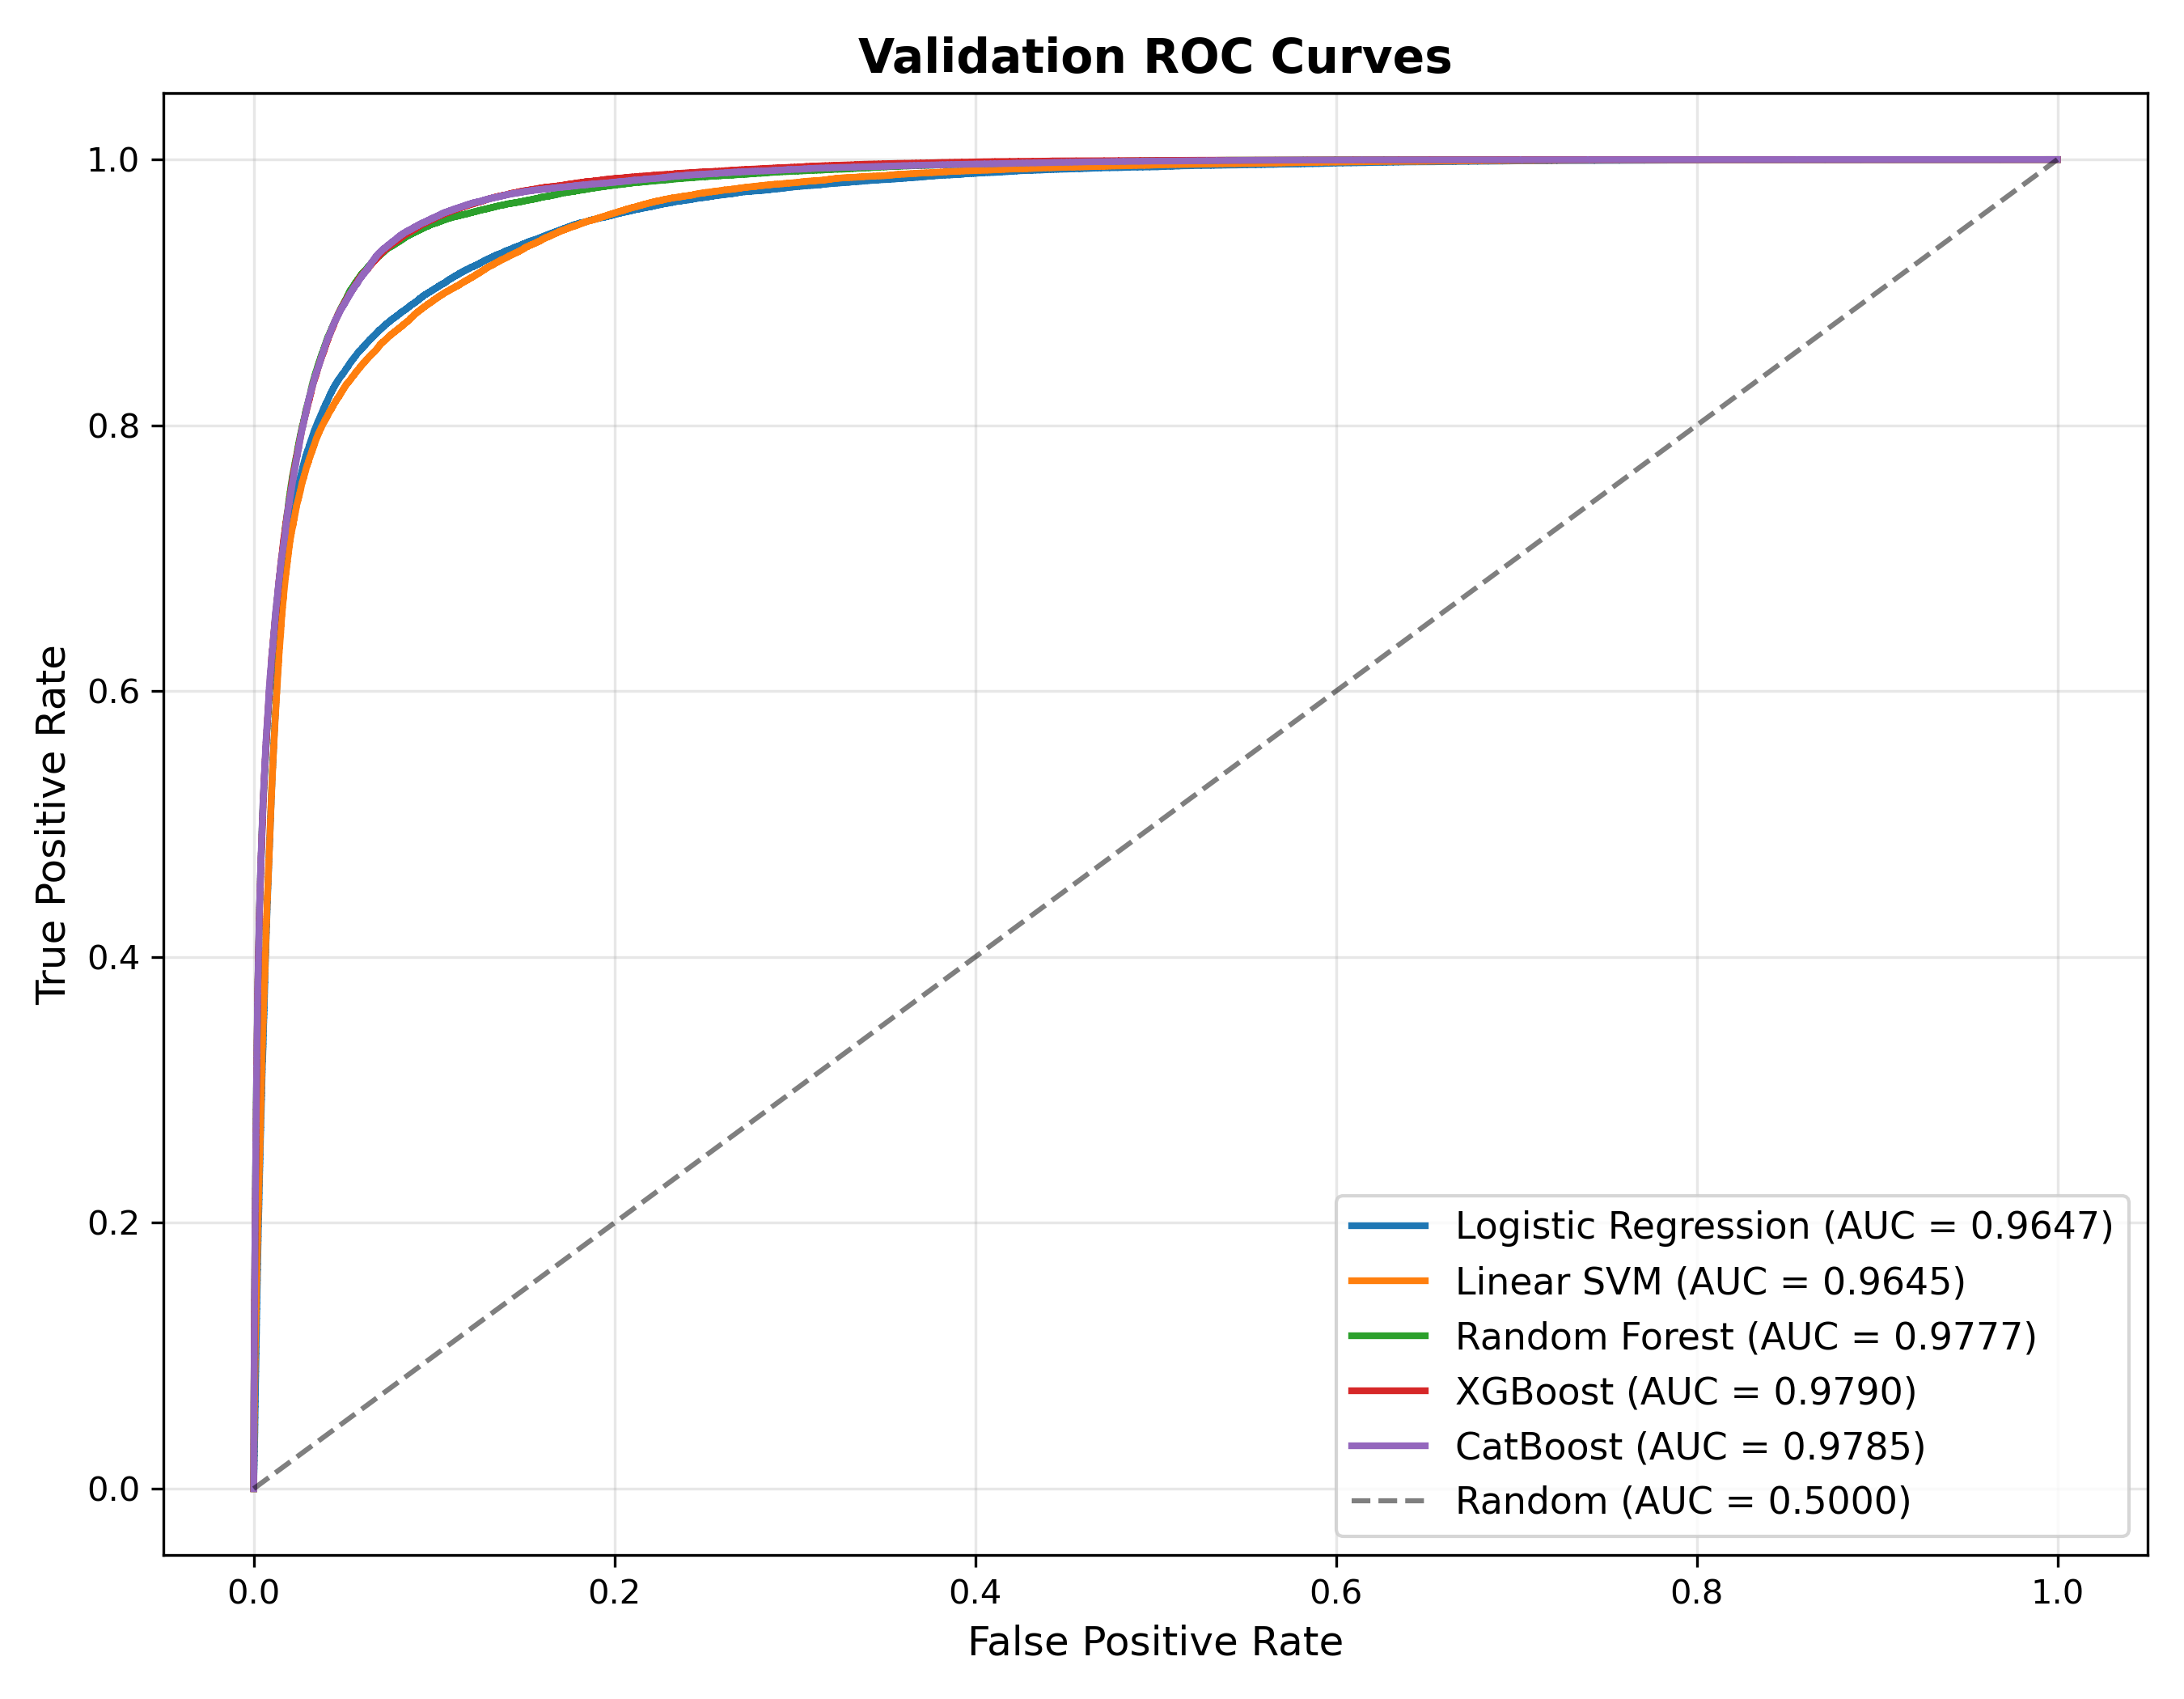 Validation ROC Curves
1.0
0.8
0.6
0.4
0.2
0.0
True Positive Rate
Logistic Regression (AUC = 0.9647)
Linear SVM (AUC = 0.9645)
Random Forest (AUC = 0.9777)
XGBoost (AUC = 0.9790)
CatBoost (AUC = 0.9785)
Random (AUC = 0.5000)
0.0 0.2 0.4 0.6 0.8 1.0
False Positive Rate